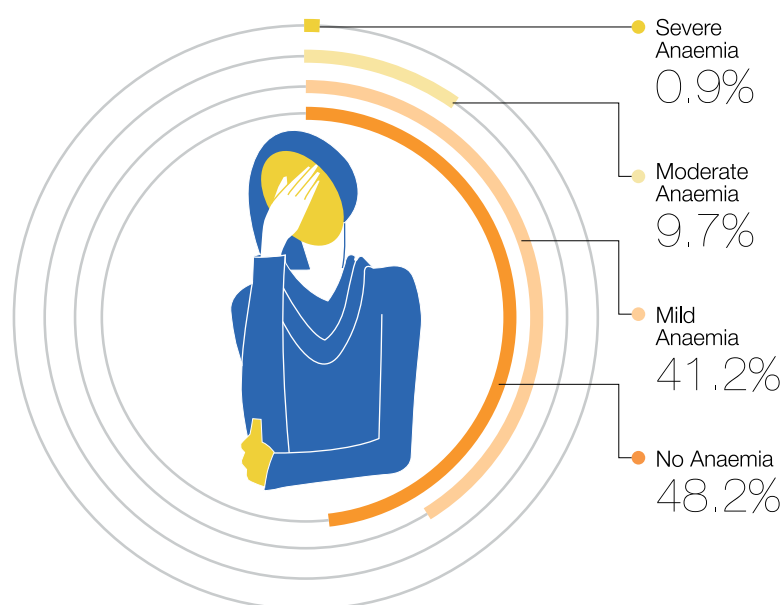 Severe
Anaemia
0.9%
Moderate
Anaemia
9.7%
Mild
Anaemia
41.2%
No Anaemia
48.2%